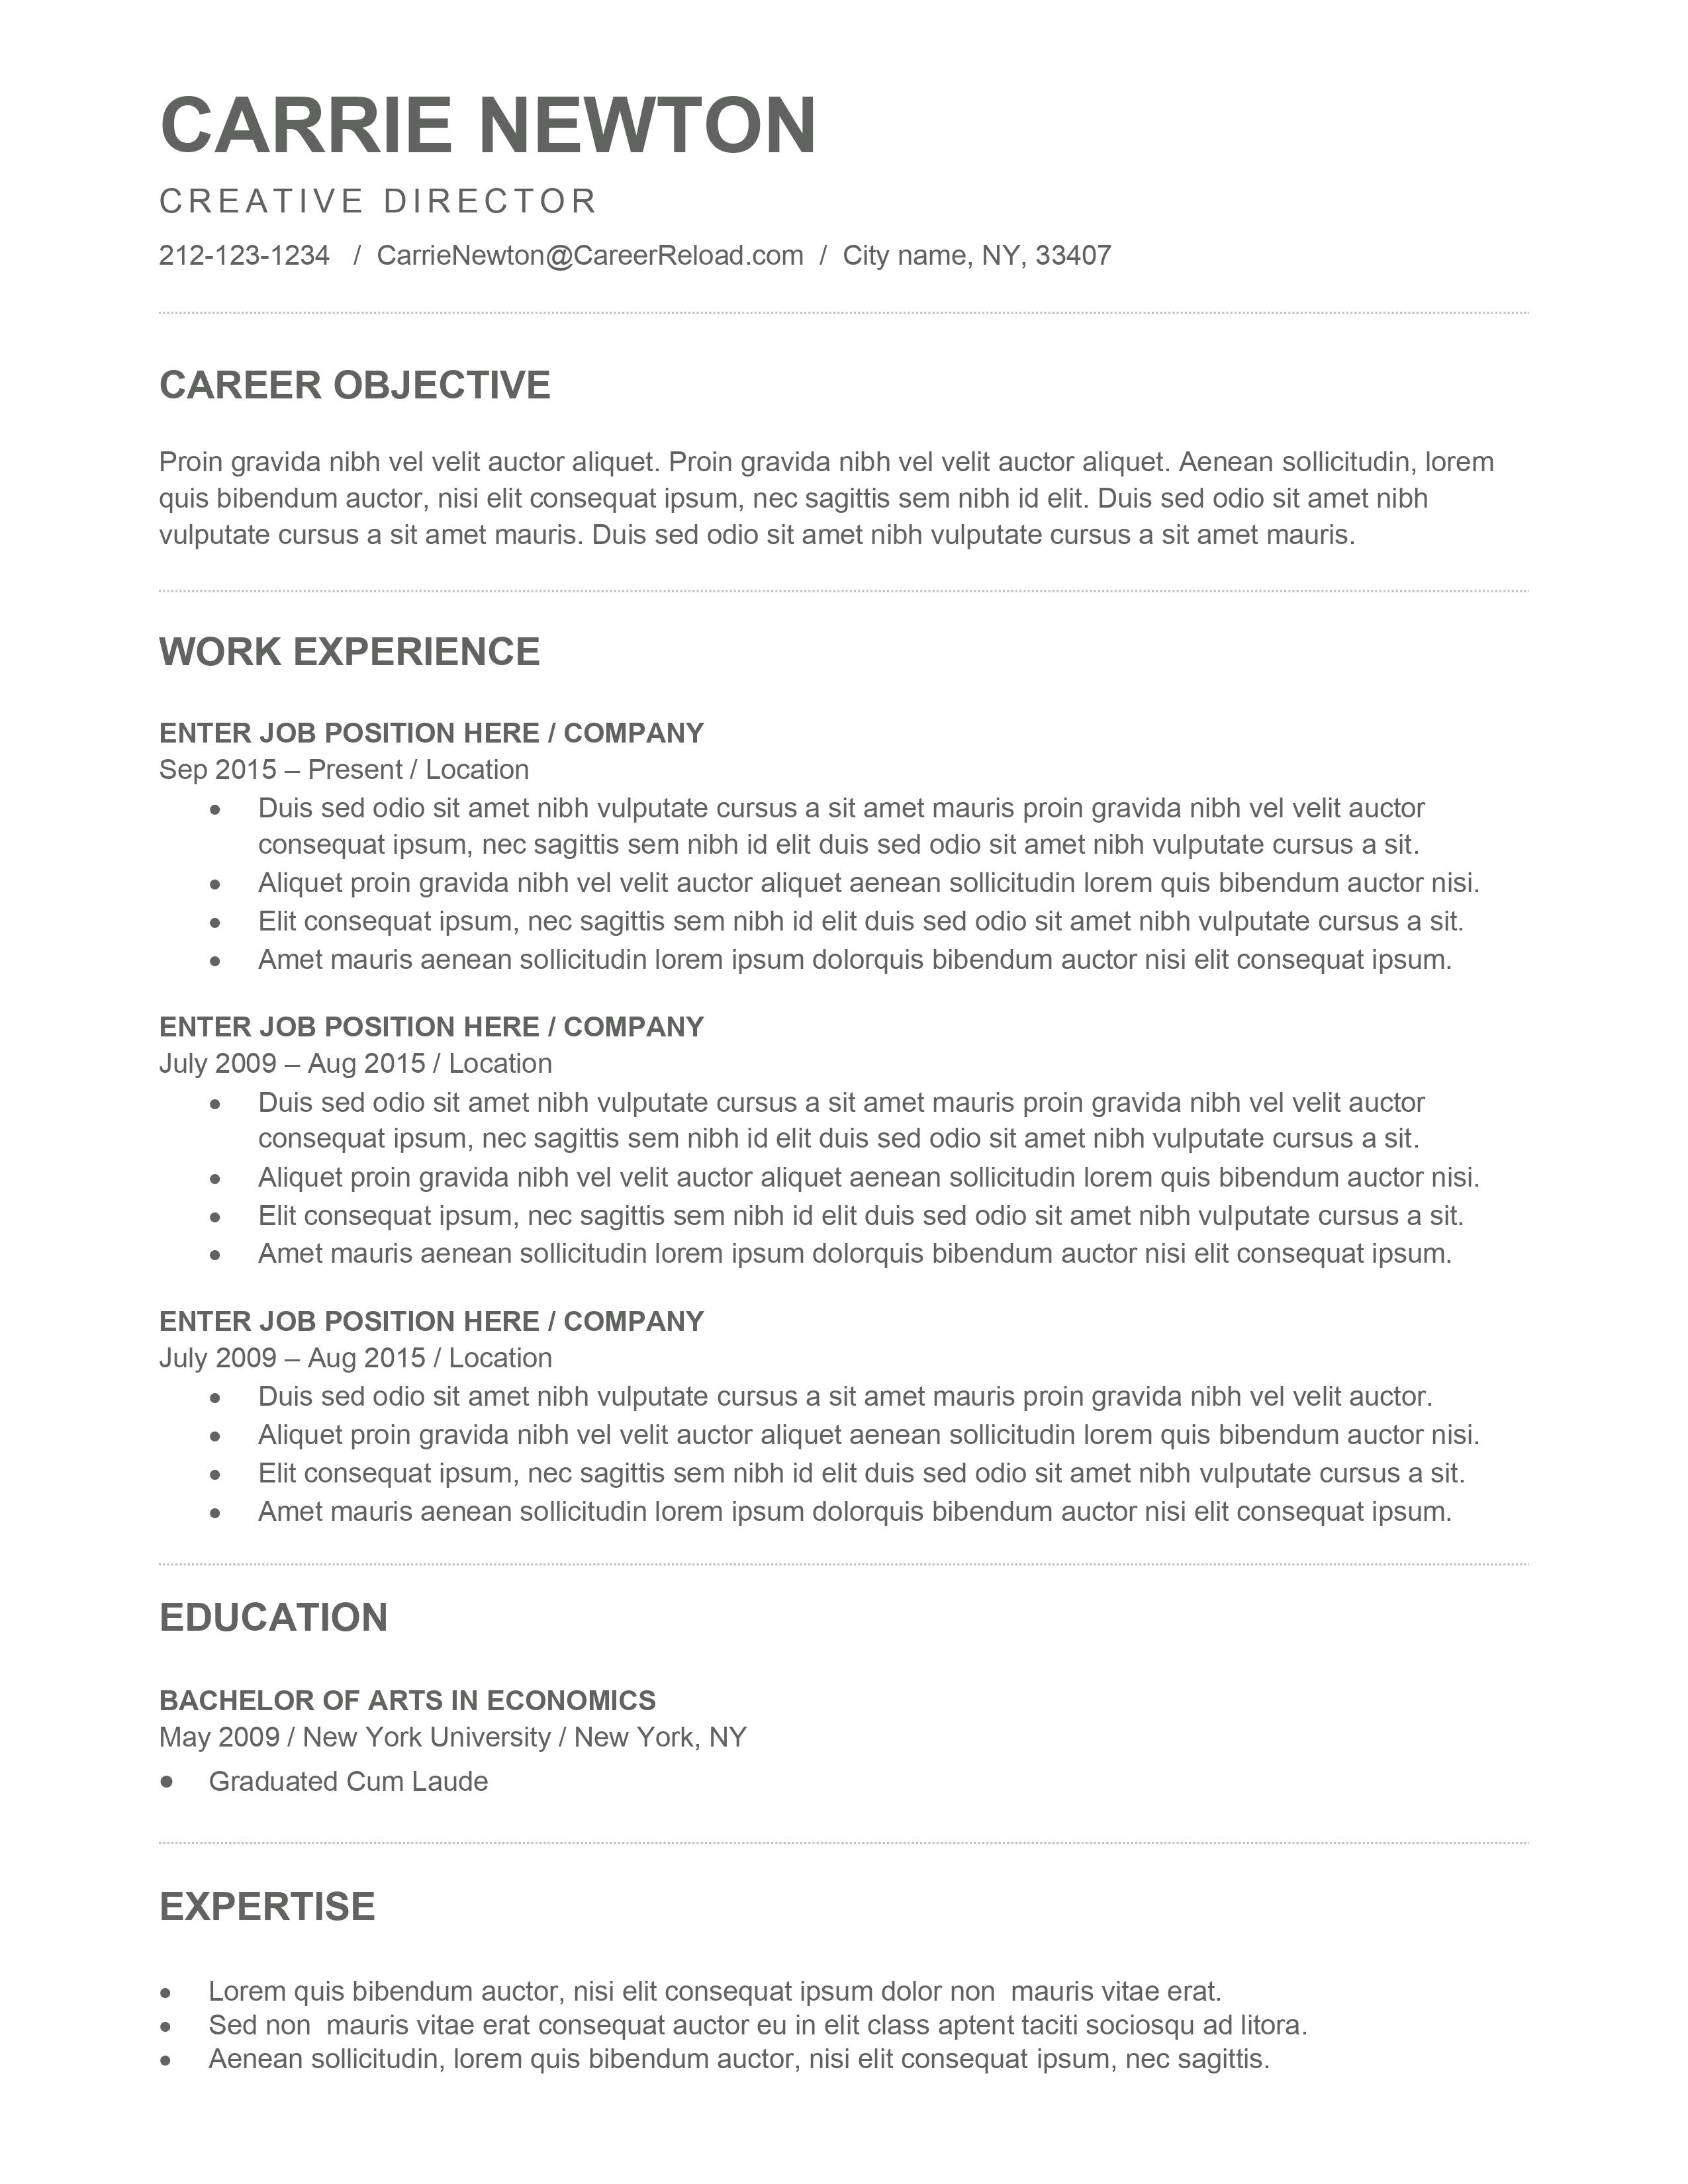 CARRIE NEWTON
CREATIVE DIRECTOR
212-123-1234 / CarrieNewton@CareerReload.com / City name, NY, 33407
CAREER OBJECTIVE
Proin gravida nibh vel velit auctor aliquet. Proin gravida nibh vel velit auctor aliquet. Aenean sollicitudin, lorem
quis bibendum auctor, nisi elit consequat ipsum, nec sagittis sem nibh id elit. Duis sed odio sit amet nibh
vulputate cursus a sit amet mauris. Duis sed odio sit amet nibh vulputate cursus a sit amet mauris.
WORK EXPERIENCE
ENTER JOB POSITION HERE / COMPANY
Sep 2015 – Present / Location
• Duis sed odio sit amet nibh vulputate cursus a sit amet mauris proin gravida nibh vel velit auctor
consequat ipsum, nec sagittis sem nibh id elit duis sed odio sit amet nibh vulputate cursus a sit.
• Aliquet proin gravida nibh vel velit auctor aliquet aenean sollicitudin lorem quis bibendum auctor nisi.
• Elit consequat ipsum, nec sagittis sem nibh id elit duis sed odio sit amet nibh vulputate cursus a sit.
• Amet mauris aenean sollicitudin lorem ipsum dolorquis bibendum auctor nisi elit consequat ipsum.
ENTER JOB POSITION HERE / COMPANY
July 2009 – Aug 2015 / Location
• Duis sed odio sit amet nibh vulputate cursus a sit amet mauris proin gravida nibh vel velit auctor
consequat ipsum, nec sagittis sem nibh id elit duis sed odio sit amet nibh vulputate cursus a sit.
• Aliquet proin gravida nibh vel velit auctor aliquet aenean sollicitudin lorem quis bibendum auctor nisi.
• Elit consequat ipsum, nec sagittis sem nibh id elit duis sed odio sit amet nibh vulputate cursus a sit.
• Amet mauris aenean sollicitudin lorem ipsum dolorquis bibendum auctor nisi elit consequat ipsum.
ENTER JOB POSITION HERE / COMPANY
July 2009 – Aug 2015 / Location
• Duis sed odio sit amet nibh vulputate cursus a sit amet mauris proin gravida nibh vel velit auctor.
• Aliquet proin gravida nibh vel velit auctor aliquet aenean sollicitudin lorem quis bibendum auctor nisi.
• Elit consequat ipsum, nec sagittis sem nibh id elit duis sed odio sit amet nibh vulputate cursus a sit.
• Amet mauris aenean sollicitudin lorem ipsum dolorquis bibendum auctor nisi elit consequat ipsum.
EDUCATION
BACHELOR OF ARTS IN ECONOMICS
May 2009 / New York University / New York, NY
• Graduated Cum Laude
EXPERTISE
• Lorem quis bibendum auctor, nisi elit consequat ipsum dolor non mauris vitae erat.
• Sed non mauris vitae erat consequat auctor eu in elit class aptent taciti sociosqu ad litora.
• Aenean sollicitudin, lorem quis bibendum auctor, nisi elit consequat ipsum, nec sagittis.